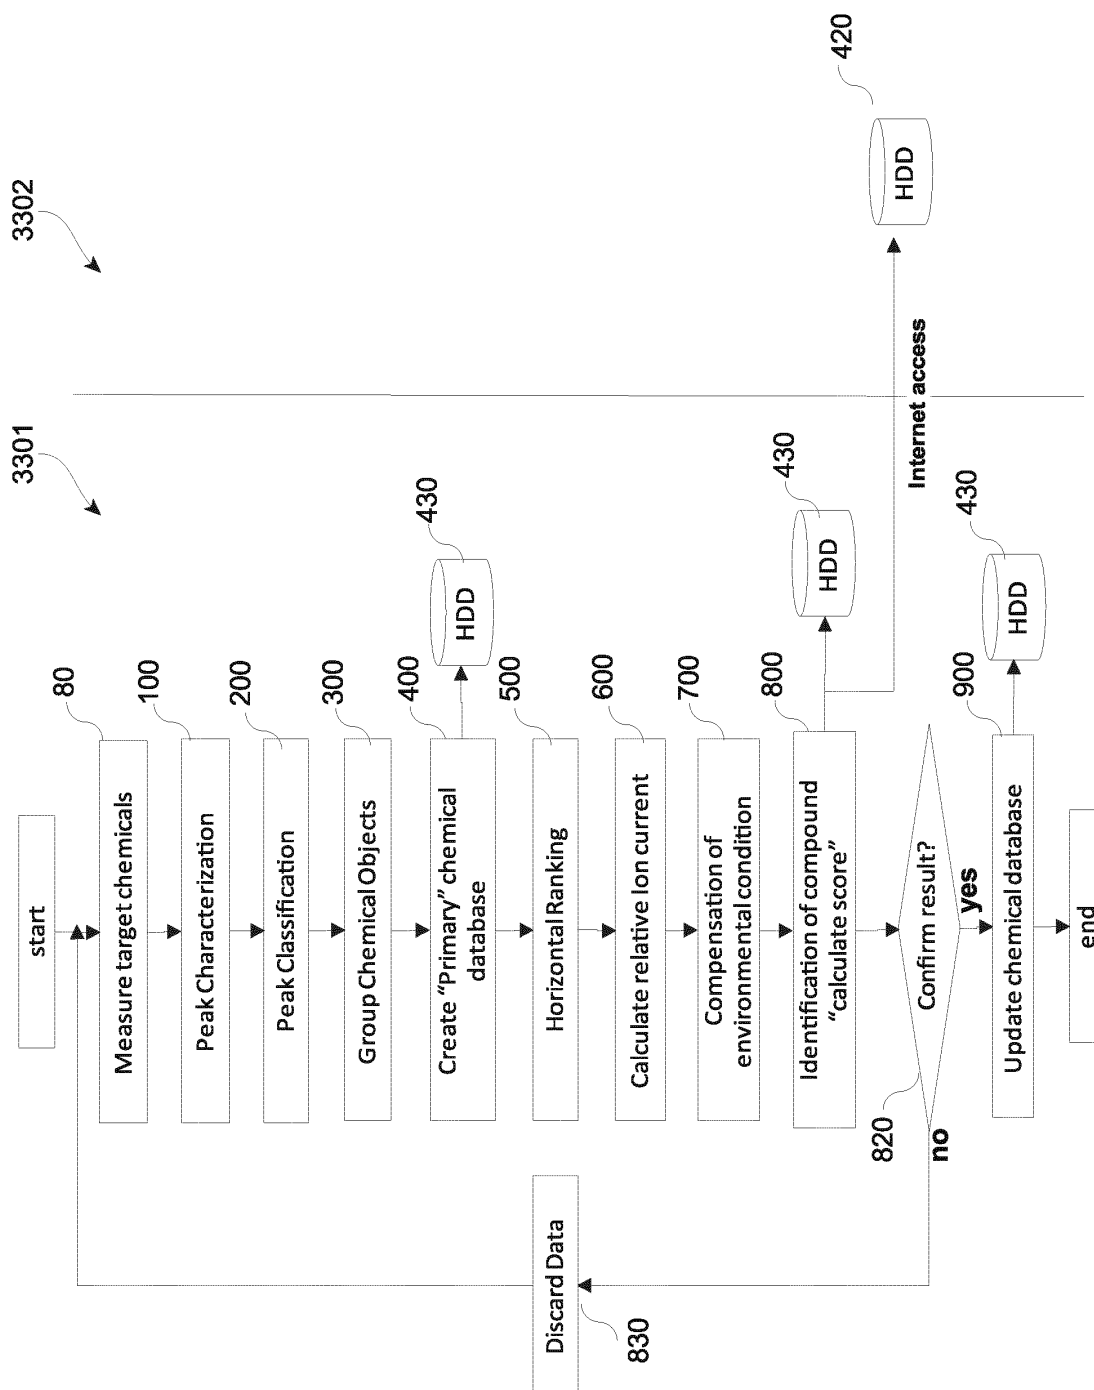 3301
3302
start
80
Measure target chemicals
100
Peak Characterization
200
Peak Classification
300
Group Chemical Objects
400
Create “Primary” chemical
database
HDD
430
500
Horizontal Ranking
600
Calculate relative Ion current
700
Compensation of
environmental condition
800
Identification of compound
“calculate score”
HDD
430
Internet access
HDD
420
820
Confirm result?
no
yes
Discard Data
830
900
Update chemical database
HDD
430
end